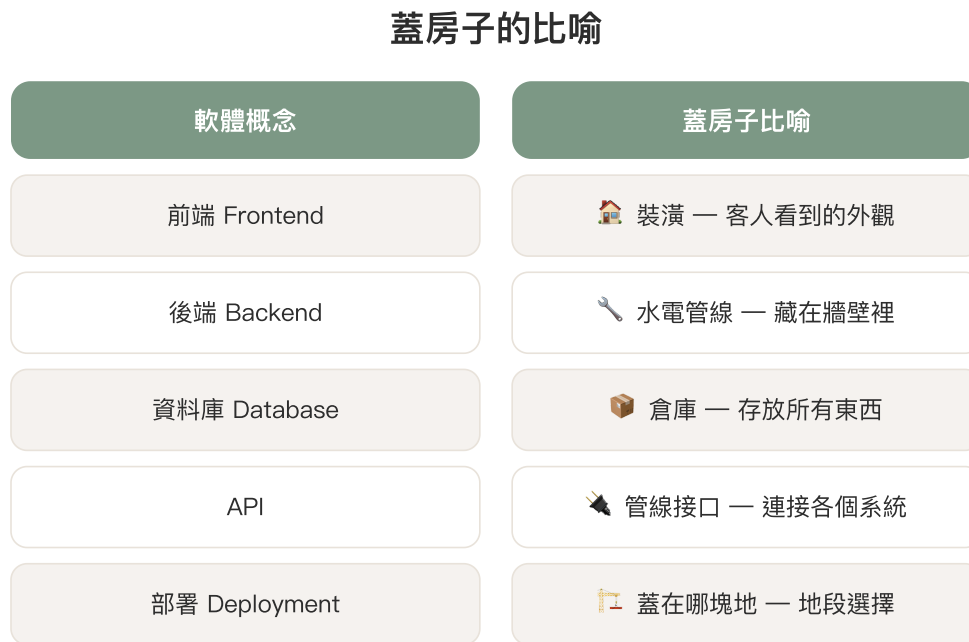 蓋房子的比喻
軟體概念
蓋房子比喻
前端 Frontend
裝潢 — 客人看到的外觀
後端 Backend
水電管線 — 藏在牆壁裡
資料庫 Database
倉庫 — 存放所有東西
API
管線接口 — 連接各個系統
部署 Deployment
蓋在哪塊地 — 地段選擇